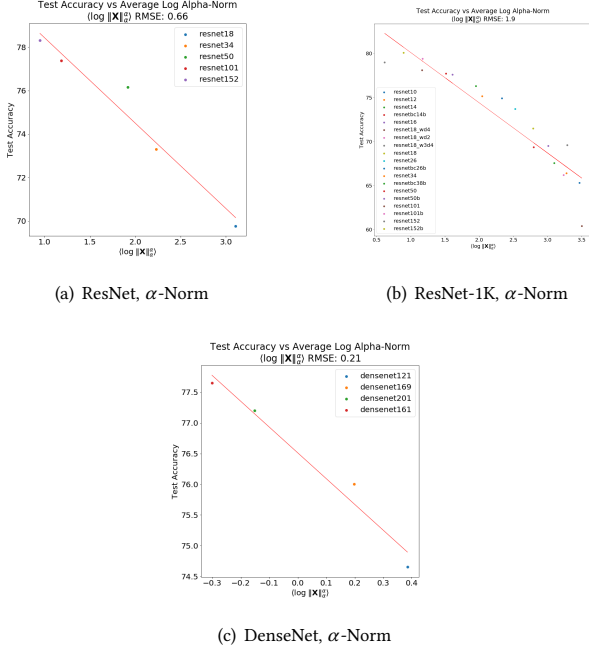 Test Accuracy vs Average Log Alpha-Norm
⟨log ‖X‖α^α⟩ RMSE: 0.66
78
76
74
72
70
Test Accuracy
resnet18
resnet34
resnet50
resnet101
resnet152
1.0 1.5 2.0 2.5 3.0
⟨log ‖X‖α^α⟩
(a) ResNet, α-Norm
Test Accuracy vs Average Log Alpha-Norm
⟨log ‖X‖α^α⟩ RMSE: 1.9
80
75
70
65
60
Test Accuracy
resnet10
resnet12
resnet14
resnetbc14b
resnet16
resnet18_wd4
resnet18_wd2
resnet18_w3d4
resnet18
resnet26
resnetbc26b
resnet34
resnetbc38b
resnet50
resnet50b
resnet101
resnet101b
resnet152
resnet152b
0.5 1.0 1.5 2.0 2.5 3.0 3.5
⟨log ‖X‖α^α⟩
(b) ResNet-1K, α-Norm
Test Accuracy vs Average Log Alpha-Norm
⟨log ‖X‖α^α⟩ RMSE: 0.21
77.5
77.0
76.5
76.0
75.5
75.0
74.5
Test Accuracy
densenet121
densenet169
densenet201
densenet161
−0.3 −0.2 −0.1 0.0 0.1 0.2 0.3 0.4
⟨log ‖X‖α^α⟩
(c) DenseNet, α-Norm